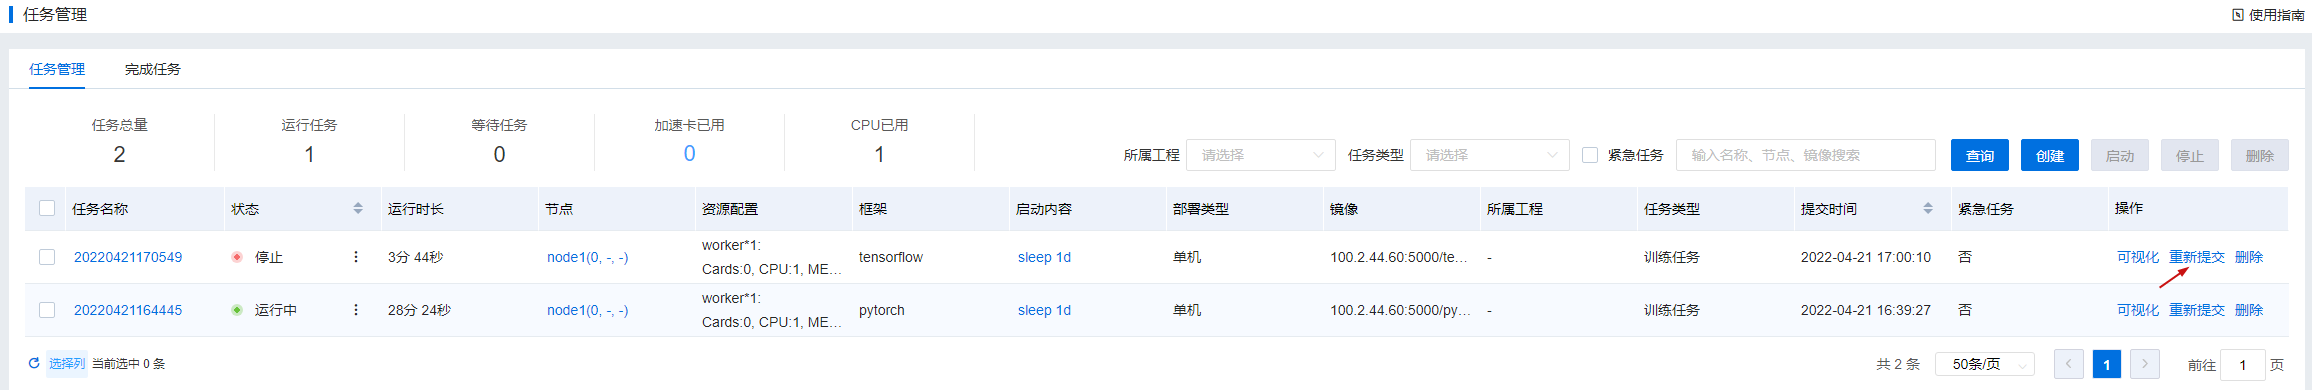 任务管理
使用指南
任务管理 完成任务
任务总量 运行任务 等待任务 加速卡已用 CPU已用
2 1 0 0 1
所属工程 请选择 任务类型 请选择 紧急任务 输入名称、节点、镜像搜索 查询 创建 启动 停止 删除
任务名称 状态 运行时长 节点 资源配置 框架 启动内容 部署类型 镜像 所属工程 任务类型 提交时间 紧急任务 操作
20220421170549 停止 3分 44秒 node1(0, -, -) worker*1: Cards:0, CPU:1, ME... tensorflow sleep 1d 单机 100.2.44.60:5000/te... - 训练任务 2022-04-21 17:00:10 否 可视化 重新提交 删除
20220421164445 运行中 28分 24秒 node1(0, -, -) worker*1: Cards:0, CPU:1, ME... pytorch sleep 1d 单机 100.2.44.60:5000/py... - 训练任务 2022-04-21 16:39:27 否 可视化 重新提交 删除
选择列 当前选中 0 条 共 2 条 50条/页 1 前往 1 页